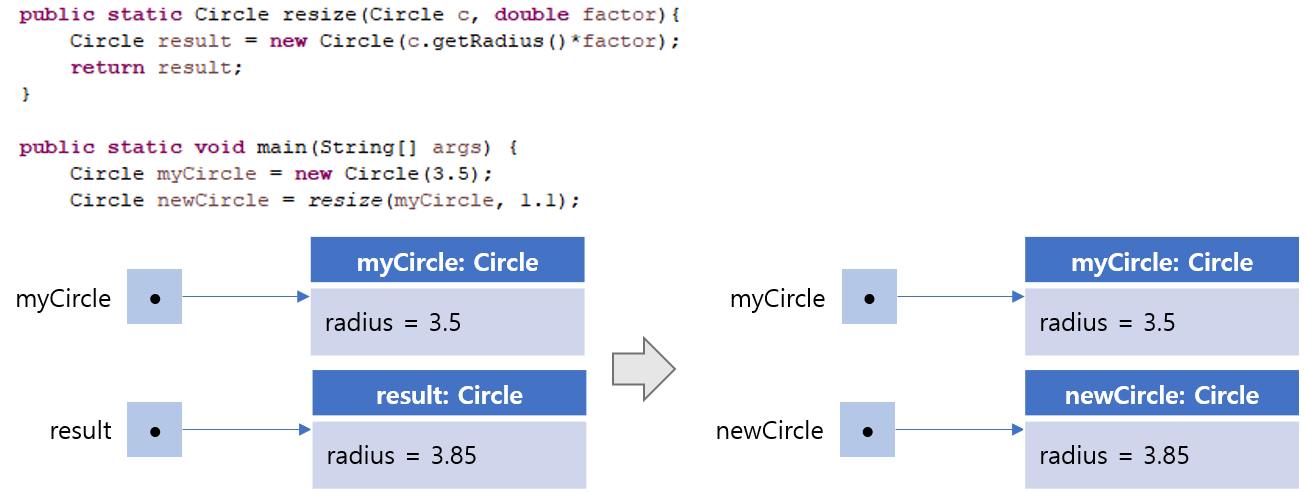 public static Circle resize(Circle c, double factor){
    Circle result = new Circle(c.getRadius()*factor);
    return result;
}
public static void main(String[] args) {
    Circle myCircle = new Circle(3.5);
    Circle newCircle = resize(myCircle, 1.1);
myCircle: Circle
myCircle
radius = 3.5
result: Circle
result
radius = 3.85
myCircle: Circle
myCircle
radius = 3.5
newCircle: Circle
newCircle
radius = 3.85